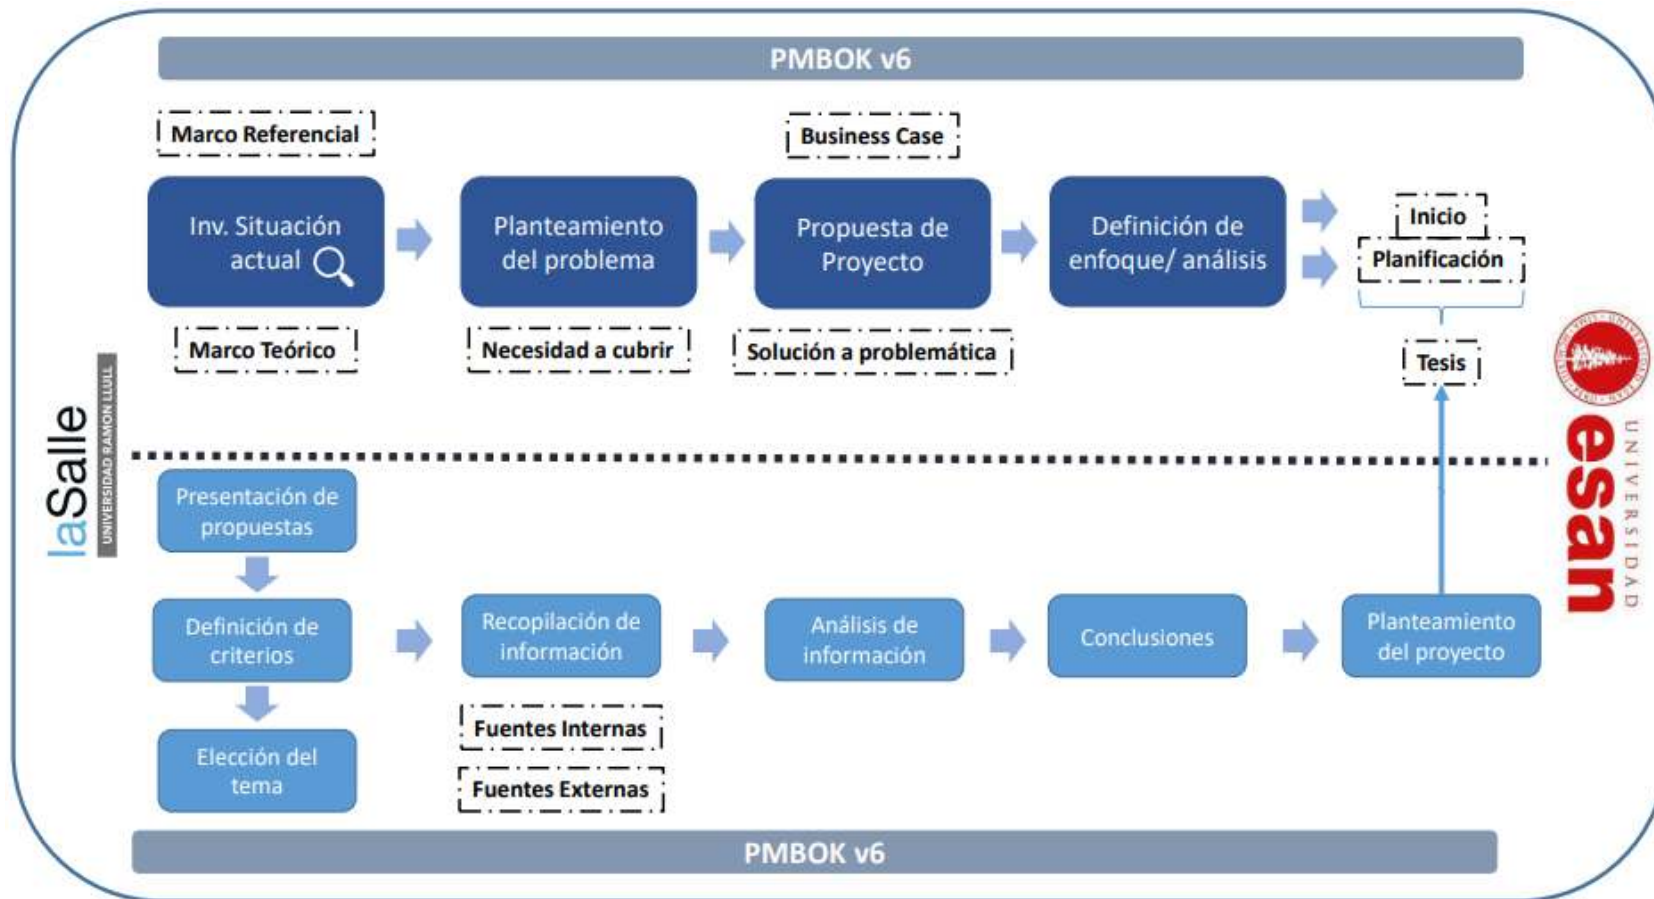 PMBOK v6
Marco Referencial
Business Case
Inv. Situación
actual
Planteamiento
del problema
Propuesta de
Proyecto
Definición de
enfoque/ análisis
Inicio
Planificación
Marco Teórico
Necesidad a cubrir
Solución a problemática
Tesis
laSalle
UNIVERSIDAD RAMON LLULL
esan
UNIVERSIDAD
Presentación de
propuestas
Definición de
criterios
Recopilación de
información
Análisis de
información
Conclusiones
Planteamiento
del proyecto
Elección del
tema
Fuentes Internas
Fuentes Externas
PMBOK v6